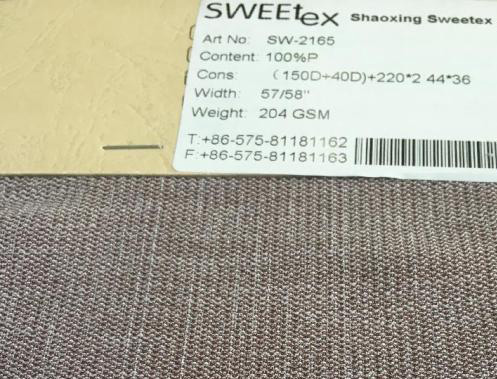 SWEEtex Shaoxing Sweetex
Art No: SW-2165
Content: 100%P
Cons: (150D+40D)+220*2 44*36
Width: 57/58"
Weight: 204 GSM
T:+86-575-81181162
F:+86-575-81181163